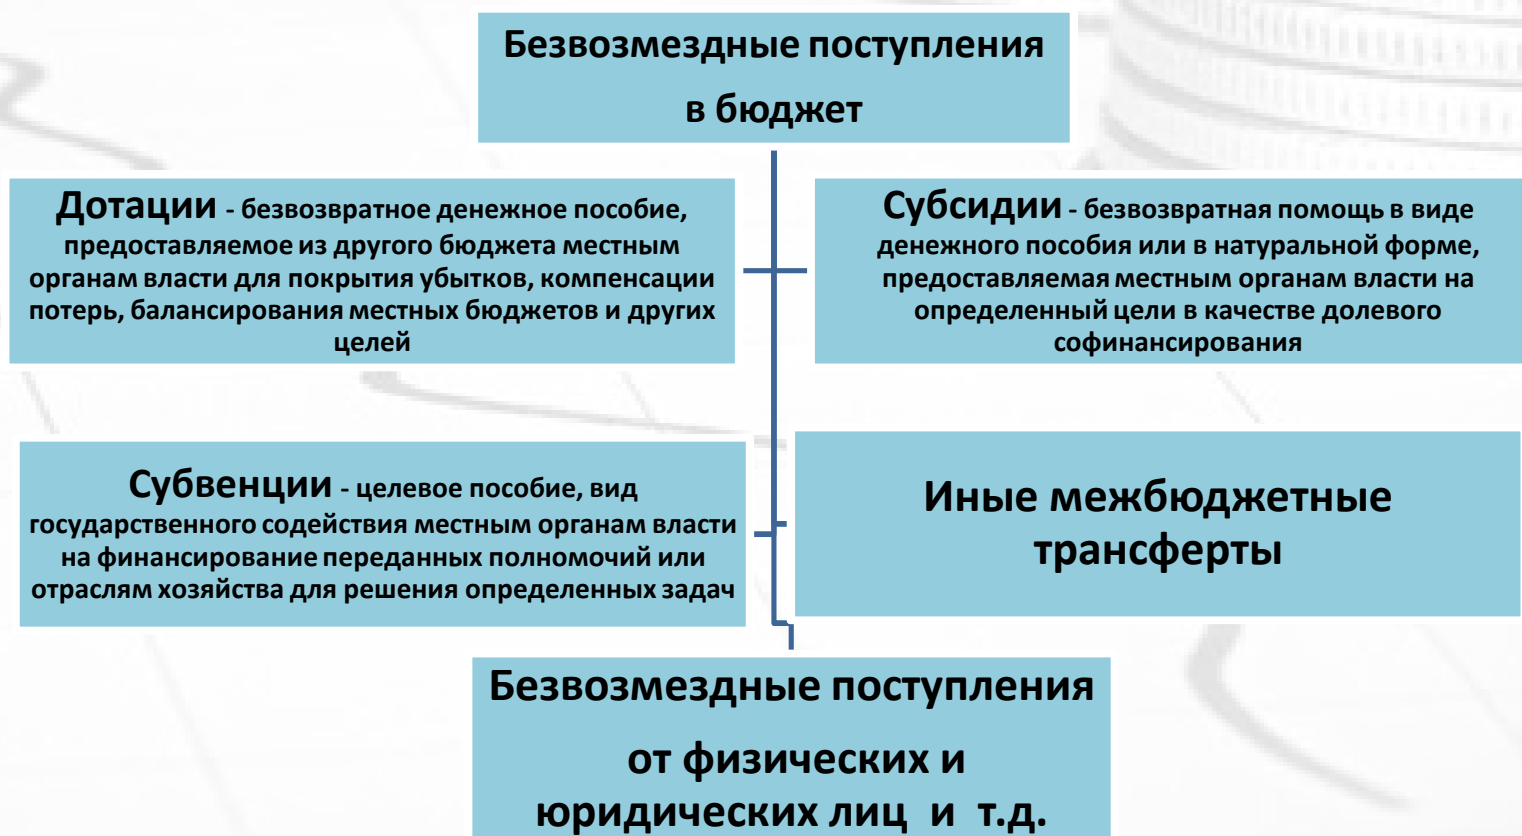 Безвозмездные поступления
в бюджет
Дотации - безвозвратное денежное пособие,
предоставляемое из другого бюджета местным
органам власти для покрытия убытков, компенсации
потерь, балансирования местных бюджетов и других
целей
Субсидии - безвозвратная помощь в виде
денежного пособия или в натуральной форме,
предоставляемая местным органам власти на
определенный цели в качестве долевого
софинансирования
Субвенции - целевое пособие, вид
государственного содействия местным органам власти
на финансирование переданных полномочий или
отраслям хозяйства для решения определенных задач
Иные межбюджетные
трансферты
Безвозмездные поступления
от физических и
юридических лиц и т.д.